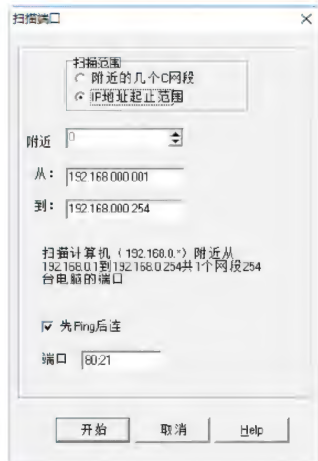 扫描端口
扫描范围
附近的几个C网段
IP地址起止范围
附近 0
从： 192.168.000.001
到： 192.168.000.254
扫描计算机（192.168.0.*）附近从
192.168.0.1到192.168.0.254共1个网段254
台电脑的端口
先Ping后连
端口 80;21
开始 取消 Help